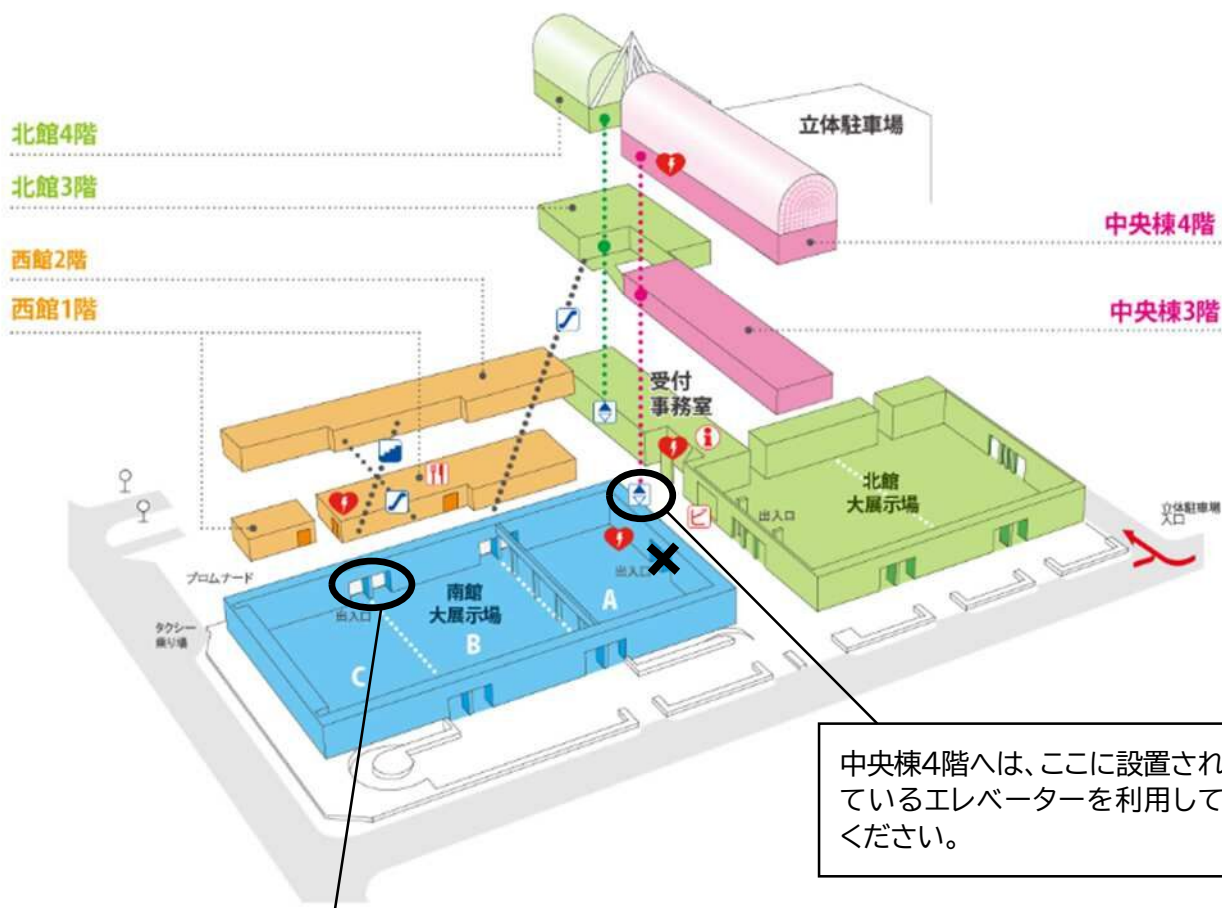 北館4階
北館3階
西館2階
西館1階
立体駐車場
中央棟4階
中央棟3階
受付
事務室
北館
大展示場
出入口
立体駐車場
入口
プロムナード
タクシー
乗り場
出入口
南館
大展示場
出入口
A
B
C
ビ
中央棟4階へは、ここに設置され
ているエレベーターを利用して
ください。